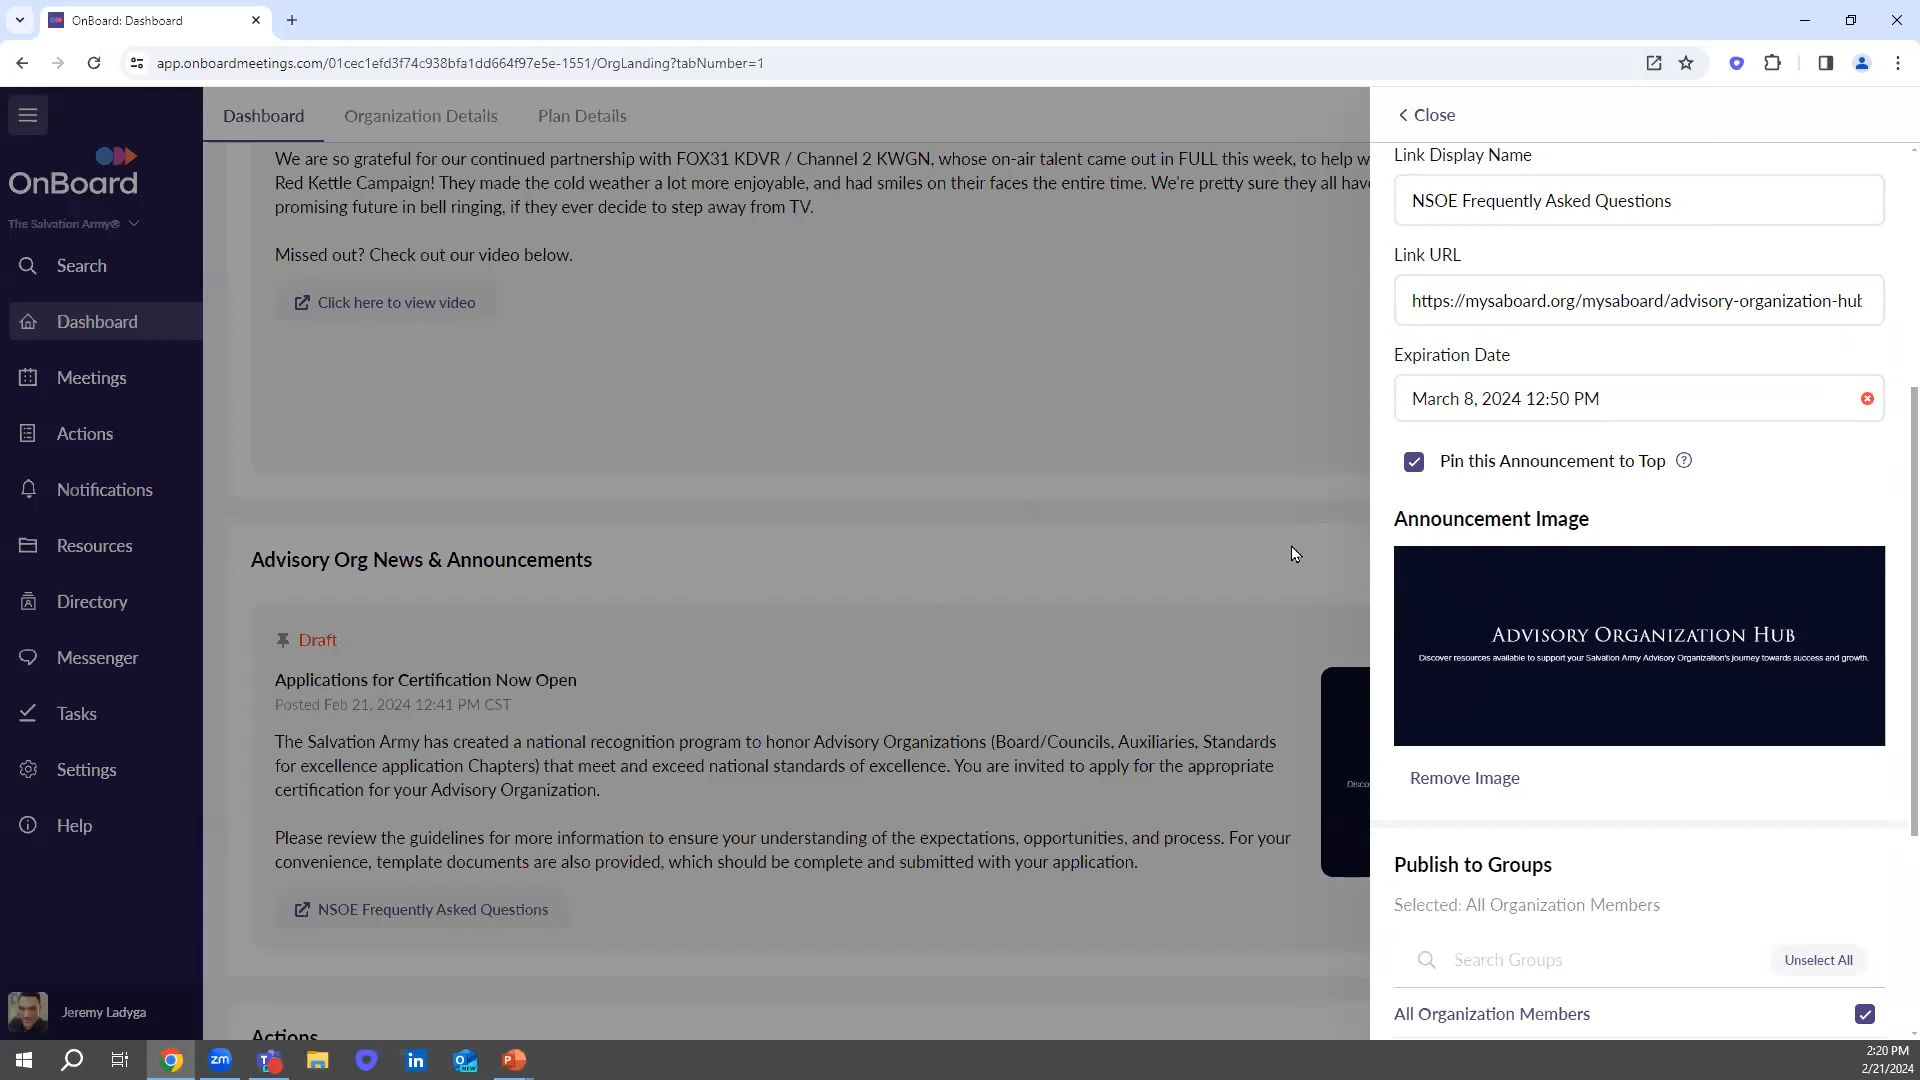 OnBoard: Dashboard
app.onboardmeetings.com/01cec1efd3f74c938bfa1dd664f97e5e-1551/OrgLanding?tabNumber=1
OnBoard
The Salvation Army®
Search
Dashboard
Meetings
Actions
Notifications
Resources
Directory
Messenger
Tasks
Settings
Help
Jeremy Ladyga
Dashboard
Organization Details
Plan Details
We are so grateful for our continued partnership with FOX31 KDVR / Channel 2 KWGN, whose on-air talent came out in FULL this week, to help
Red Kettle Campaign! They made the cold weather a lot more enjoyable, and had smiles on their faces the entire time. We're pretty sure they all have
promising future in bell ringing, if they ever decide to step away from TV.
Missed out? Check out our video below.
Click here to view video
Advisory Org News & Announcements
Draft
Applications for Certification Now Open
Posted Feb 21, 2024 12:41 PM CST
The Salvation Army has created a national recognition program to honor Advisory Organizations (Board/Councils, Auxiliaries, Standards
for excellence application Chapters) that meet and exceed national standards of excellence. You are invited to apply for the appropriate
certification for your Advisory Organization.
Please review the guidelines for more information to ensure your understanding of the expectations, opportunities, and process. For your
convenience, template documents are also provided, which should be complete and submitted with your application.
NSOE Frequently Asked Questions
Actions
Close
Link Display Name
NSOE Frequently Asked Questions
Link URL
https://mysaboard.org/mysaboard/advisory-organization-hub
Expiration Date
March 8, 2024 12:50 PM
Pin this Announcement to Top
Announcement Image
Advisory Organization Hub
Discover resources available to support your Salvation Army Advisory Organization's journey towards success and growth.
Remove Image
Publish to Groups
Selected: All Organization Members
Search Groups
Unselect All
All Organization Members
zm
2:20 PM
2/21/2024